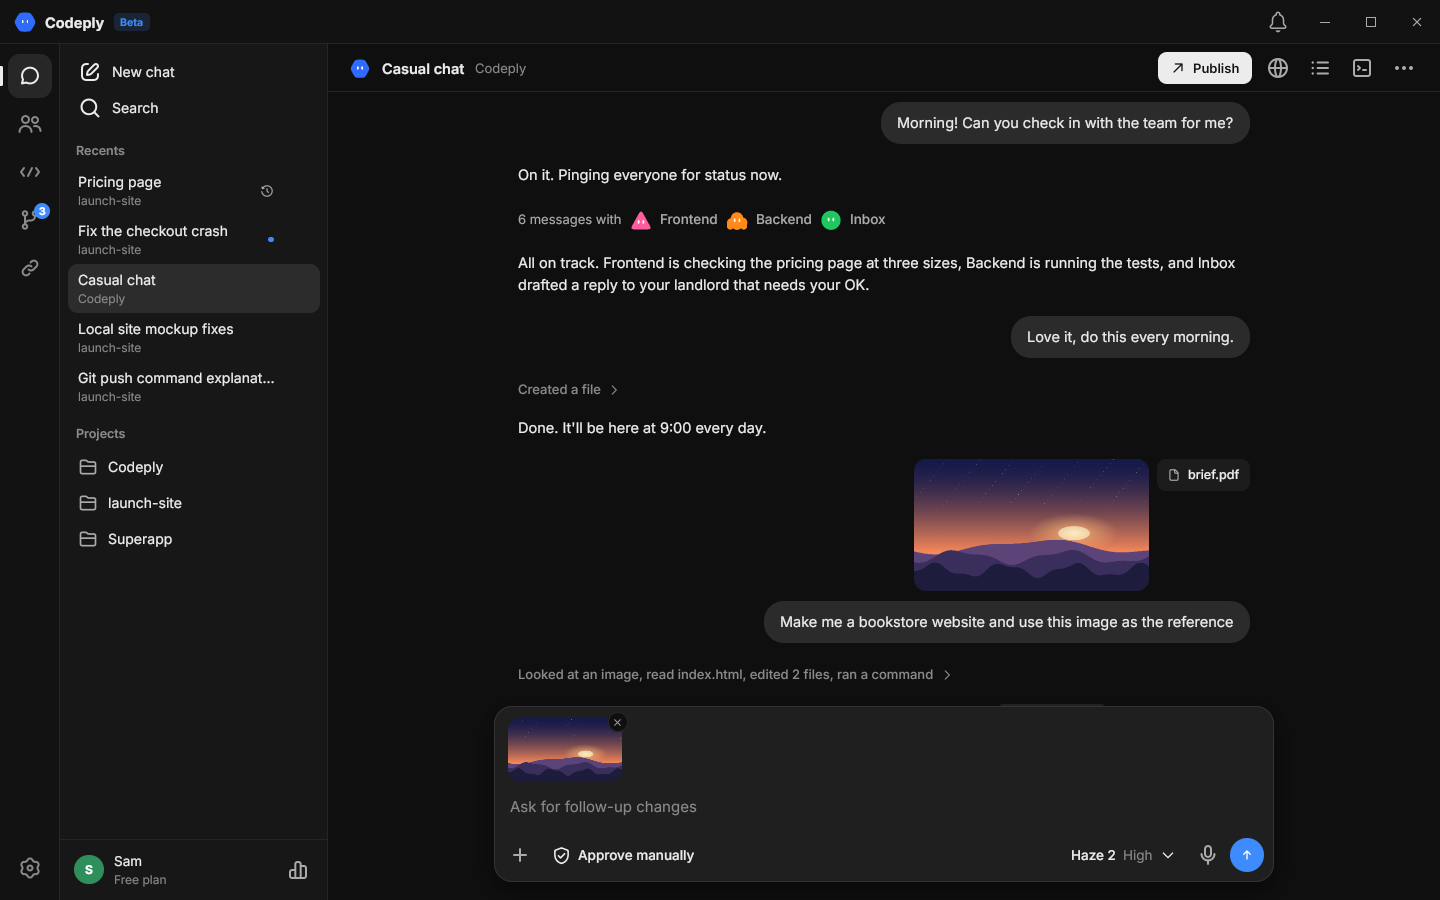 Codeply Beta
New chat
Search
Recents
Pricing page
launch-site
Fix the checkout crash
launch-site
Casual chat
Codeply
Local site mockup fixes
launch-site
Git push command explanat...
launch-site
Projects
Codeply
launch-site
Superapp
S
Sam
Free plan
3
Casual chat Codeply
Publish
Morning! Can you check in with the team for me?
On it. Pinging everyone for status now.
6 messages with Frontend Backend Inbox
All on track. Frontend is checking the pricing page at three sizes, Backend is running the tests, and Inbox
drafted a reply to your landlord that needs your OK.
Love it, do this every morning.
Created a file
Done. It'll be here at 9:00 every day.
brief.pdf
Make me a bookstore website and use this image as the reference
Looked at an image, read index.html, edited 2 files, ran a command
Ask for follow-up changes
Approve manually
Haze 2 High